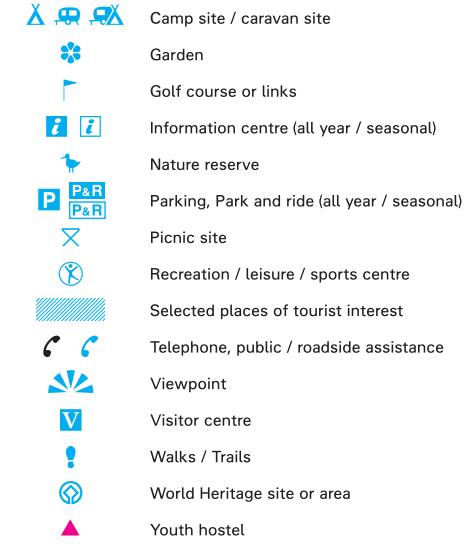 Camp site / caravan site
Garden
Golf course or links
i i Information centre (all year / seasonal)
Nature reserve
P P&R P&R Parking, Park and ride (all year / seasonal)
Picnic site
Recreation / leisure / sports centre
Selected places of tourist interest
Telephone, public / roadside assistance
Viewpoint
V Visitor centre
Walks / Trails
World Heritage site or area
Youth hostel